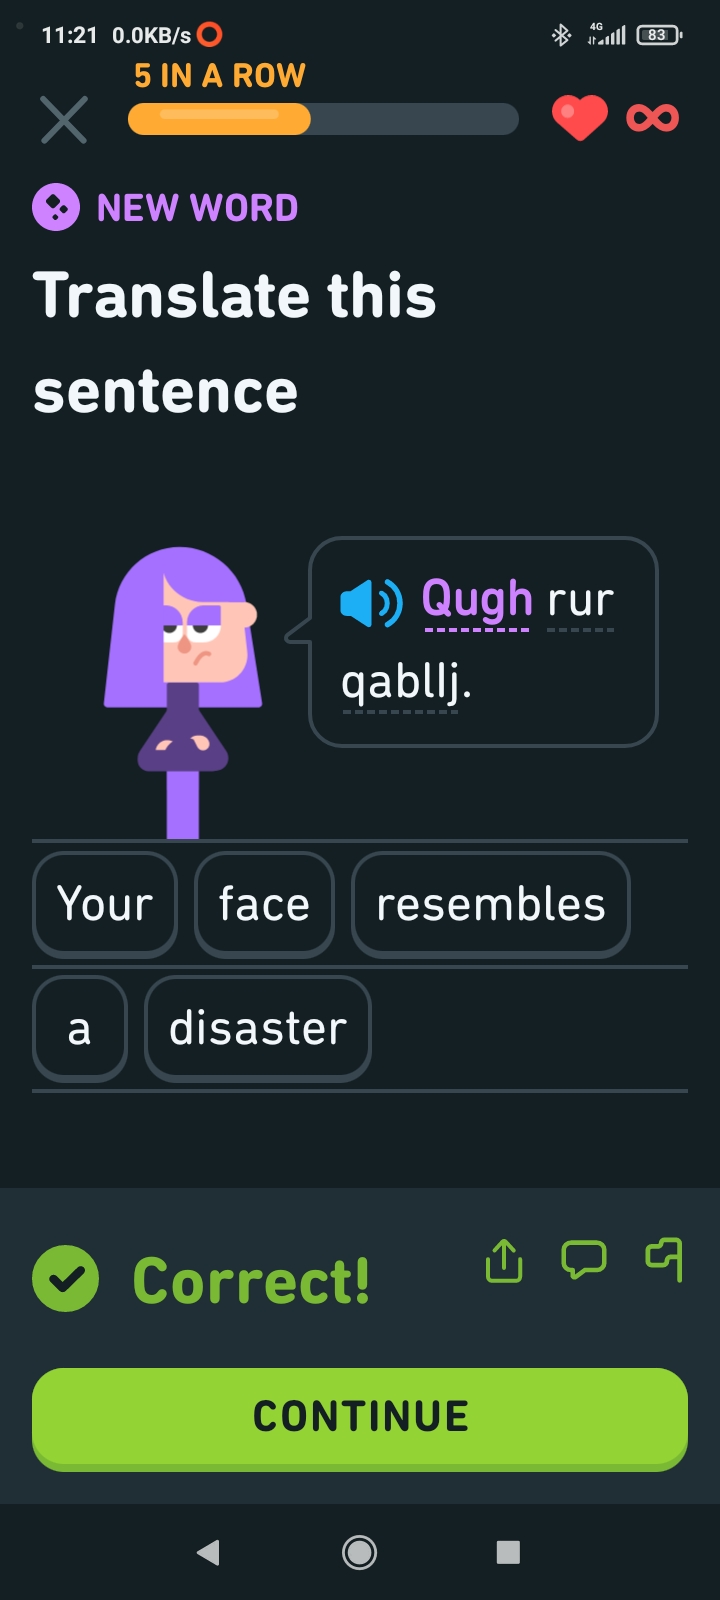 11:21 0.0KB/s 4G 83
5 IN A ROW
NEW WORD
Translate this
sentence
Qugh rur
qablIj.
Your face resembles
a disaster
Correct!
CONTINUE